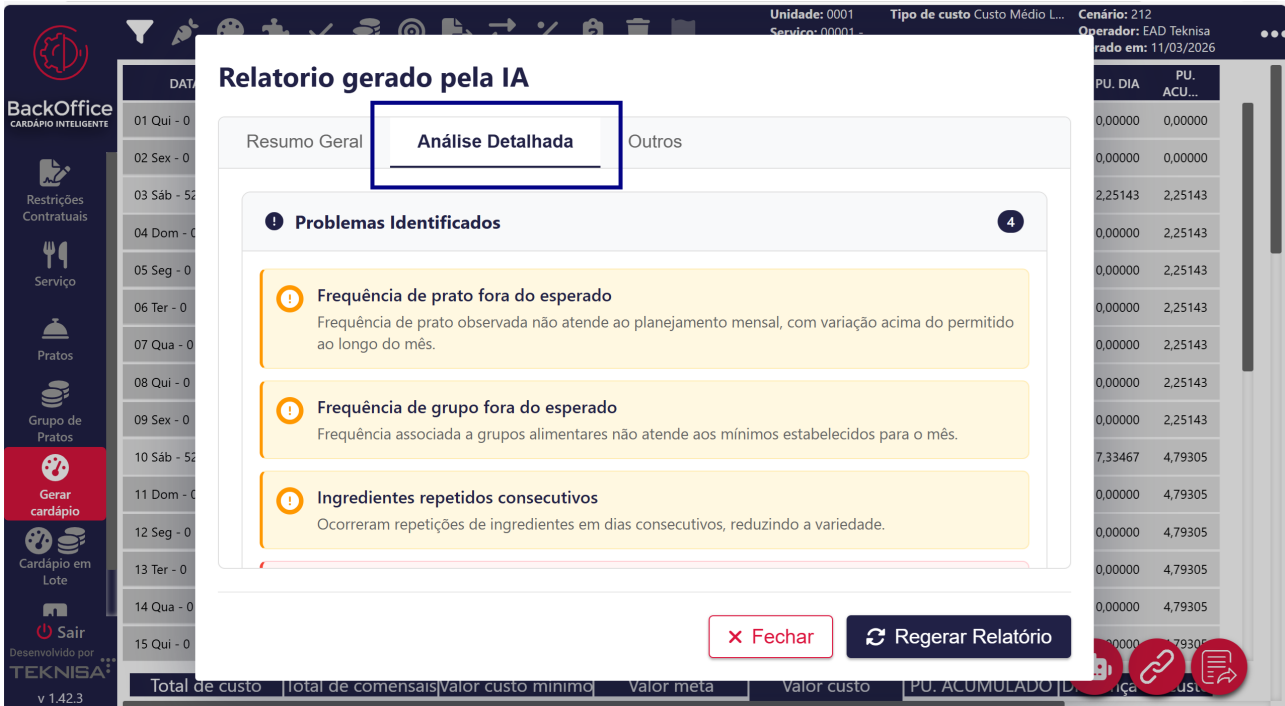 Unidade: 0001 Tipo de custo Custo Médio L... Cenário: 212
Serviço: 00001 - Operador: EAD Teknisa
rado em: 11/03/2026
BackOffice
CARDÁPIO INTELIGENTE
Restrições
Contratuais
Serviço
Pratos
Grupo de
Pratos
Gerar
cardápio
Cardápio em
Lote
Sair
Desenvolvido por
TEKNISA
v 1.42.3
DATA
01 Qui - 0
02 Sex - 0
03 Sáb - 52
04 Dom - 0
05 Seg - 0
06 Ter - 0
07 Qua - 0
08 Qui - 0
09 Sex - 0
10 Sáb - 52
11 Dom - 0
12 Seg - 0
13 Ter - 0
14 Qua - 0
15 Qui - 0
Relatorio gerado pela IA
Resumo Geral Análise Detalhada Outros
Problemas Identificados 4
Frequência de prato fora do esperado
Frequência de prato observada não atende ao planejamento mensal, com variação acima do permitido
ao longo do mês.
Frequência de grupo fora do esperado
Frequência associada a grupos alimentares não atende aos mínimos estabelecidos para o mês.
Ingredientes repetidos consecutivos
Ocorreram repetições de ingredientes em dias consecutivos, reduzindo a variedade.
Fechar Regerar Relatório
PU. DIA PU.
ACU...
0,00000 0,00000
0,00000 0,00000
2,25143 2,25143
0,00000 2,25143
0,00000 2,25143
0,00000 2,25143
0,00000 2,25143
0,00000 2,25143
0,00000 2,25143
7,33467 4,79305
0,00000 4,79305
0,00000 4,79305
0,00000 4,79305
0,00000 4,79305
Total de custo Total de comensais Valor custo mínimo Valor meta Valor custo PU. ACUMULADO